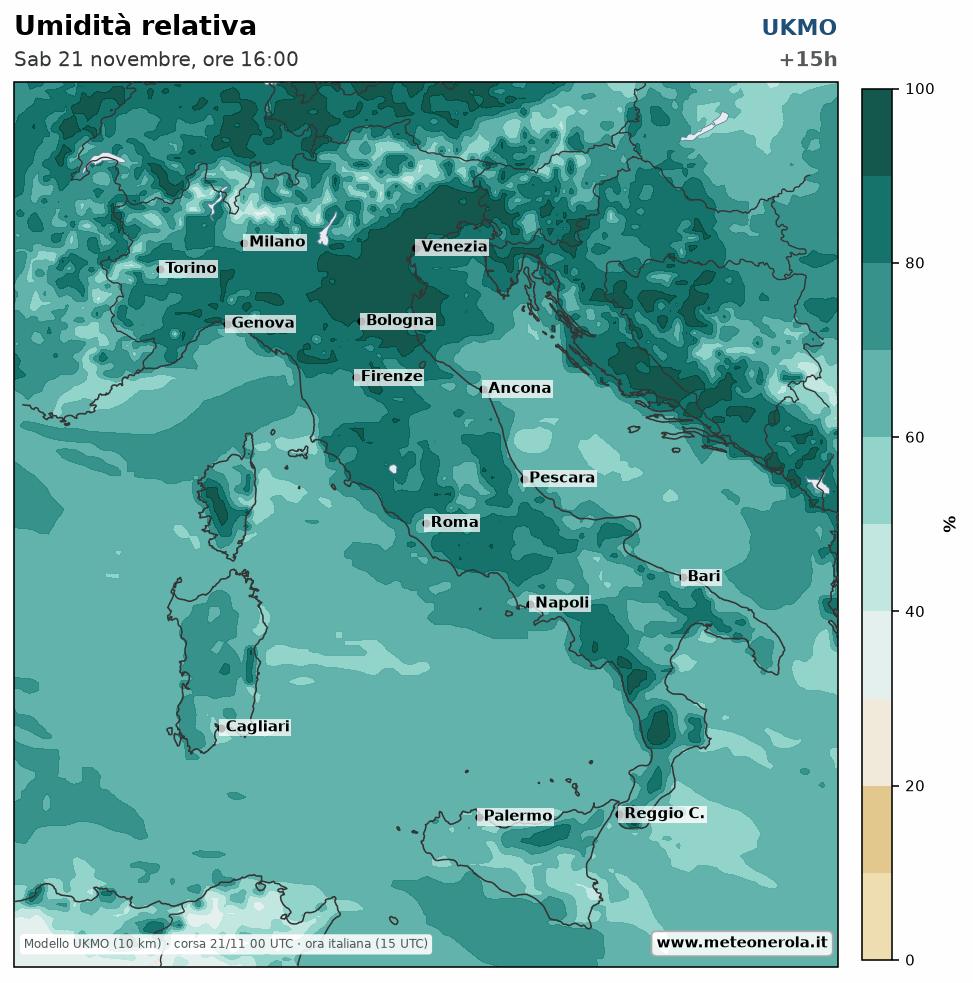 Umidità relativa
UKMO
Sab 21 novembre, ore 16:00
+15h
100
80
60
40
20
0
%
Milano
Venezia
Torino
Genova
Bologna
Firenze
Ancona
Pescara
Roma
Bari
Napoli
Cagliari
Palermo
Reggio C.
Modello UKMO (10 km) · corsa 21/11 00 UTC · ora italiana (15 UTC)
www.meteonerola.it